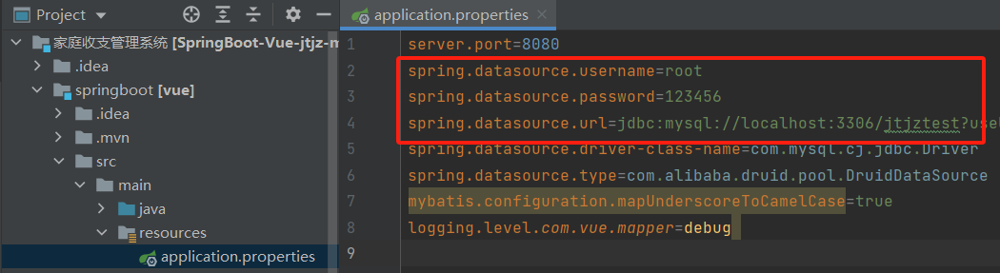 Project
application.properties
家庭收支管理系统 [SpringBoot-Vue-jtjz-m
.idea
springboot [vue]
.idea
.mvn
src
main
java
resources
application.properties
1 server.port=8080
2 spring.datasource.username=root
3 spring.datasource.password=123456
4 spring.datasource.url=jdbc:mysql://localhost:3306/jtjztest?use
5 spring.datasource.driver-class-name=com.mysql.cj.jdbc.Driver
6 spring.datasource.type=com.alibaba.druid.pool.DruidDataSource
7 mybatis.configuration.mapUnderscoreToCamelCase=true
8 logging.level.com.vue.mapper=debug
9